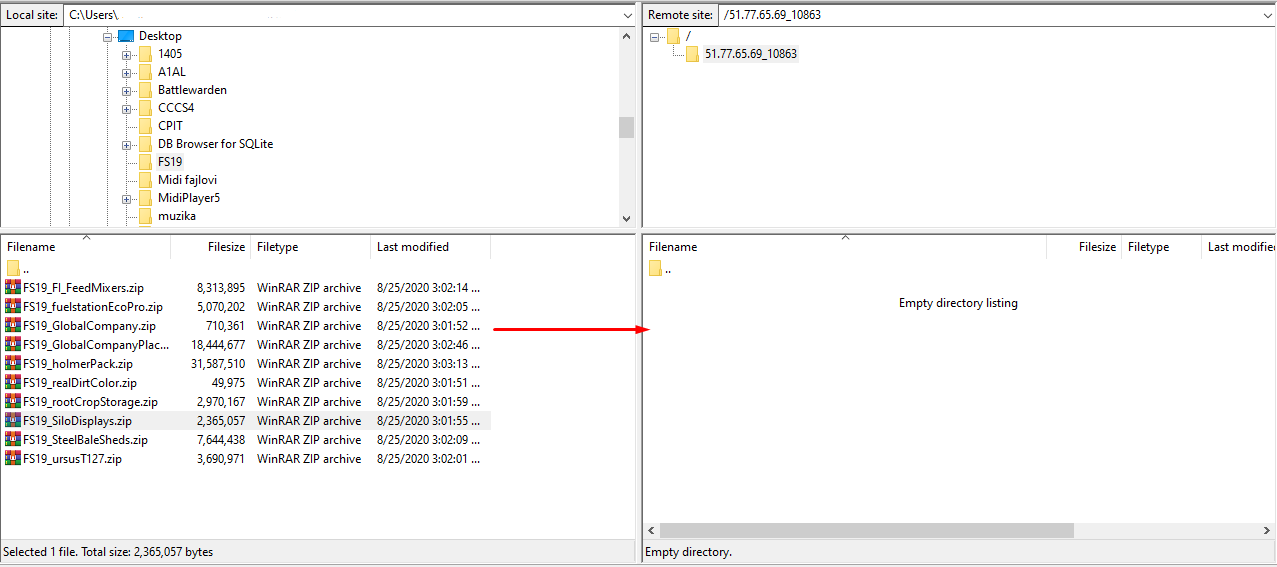 Local site: C:\Users\
Desktop
1405
A1AL
Battlewarden
CCCS4
CPIT
DB Browser for SQLite
FS19
Midi fajlovi
MidiPlayer5
muzika
Filename Filesize Filetype Last modified
..
FS19_FI_FeedMixers.zip 8,313,895 WinRAR ZIP archive 8/25/2020 3:02:14 ...
FS19_fuelstationEcoPro.zip 5,070,202 WinRAR ZIP archive 8/25/2020 3:02:05 ...
FS19_GlobalCompany.zip 710,361 WinRAR ZIP archive 8/25/2020 3:01:52 ...
FS19_GlobalCompanyPlac... 18,444,677 WinRAR ZIP archive 8/25/2020 3:02:46 ...
FS19_holmerPack.zip 31,587,510 WinRAR ZIP archive 8/25/2020 3:03:13 ...
FS19_realDirtColor.zip 49,975 WinRAR ZIP archive 8/25/2020 3:01:51 ...
FS19_rootCropStorage.zip 2,970,167 WinRAR ZIP archive 8/25/2020 3:01:59 ...
FS19_SiloDisplays.zip 2,365,057 WinRAR ZIP archive 8/25/2020 3:01:55 ...
FS19_SteelBaleSheds.zip 7,644,438 WinRAR ZIP archive 8/25/2020 3:02:09 ...
FS19_ursusT127.zip 3,690,971 WinRAR ZIP archive 8/25/2020 3:02:01 ...
Selected 1 file. Total size: 2,365,057 bytes
Remote site: /51.77.65.69_10863
/
51.77.65.69_10863
Filename Filesize Filetype Last modified
..
Empty directory listing
Empty directory.